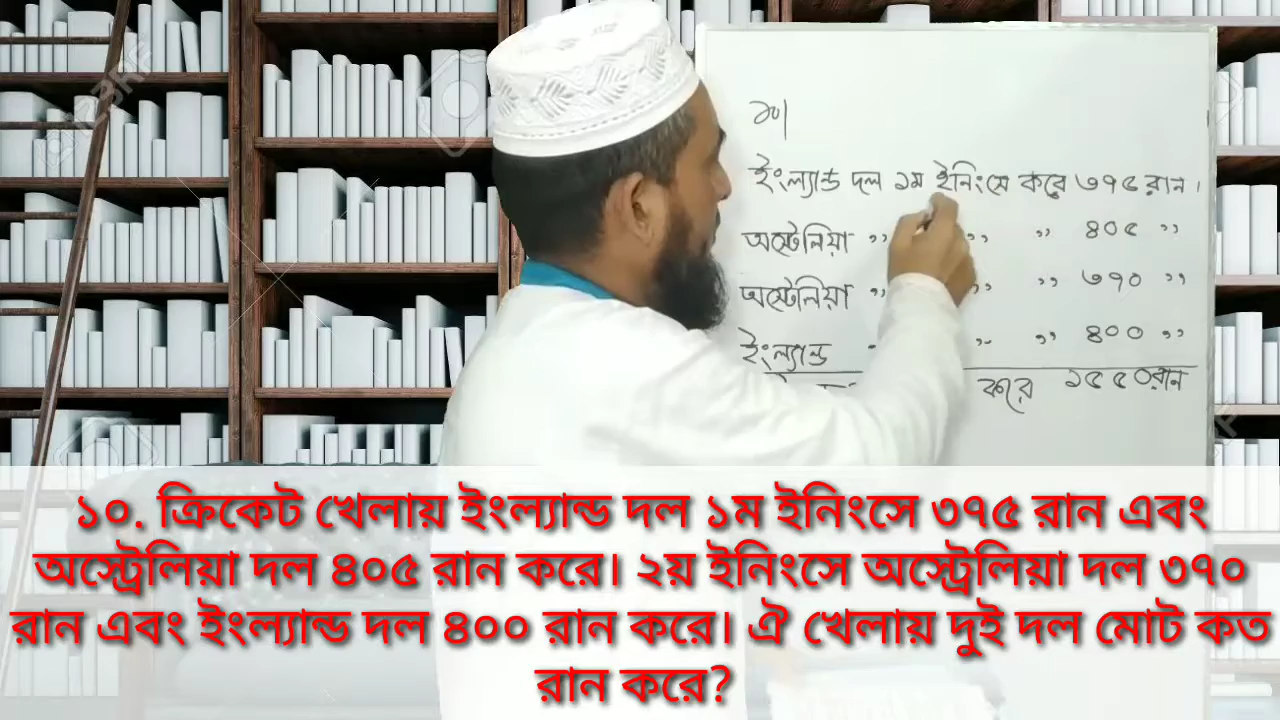 ১০|
ইংল্যান্ড দল ১ম ইনিংসে করে ৩৭৫ রান।
অস্টেলিয়া ,, ,, ,, ৪০৫ ,,
অস্টেলিয়া ,, ,, ,, ৩৭০ ,,
ইংল্যান্ড ,, ,, ৪০০ ,,
করে ১৫৫০ রান
১০. ক্রিকেট খেলায় ইংল্যান্ড দল ১ম ইনিংসে ৩৭৫ রান এবং
অস্ট্রেলিয়া দল ৪০৫ রান করে। ২য় ইনিংসে অস্ট্রেলিয়া দল ৩৭০
রান এবং ইংল্যান্ড দল ৪০০ রান করে। ঐ খেলায় দুই দল মোট কত
রান করে?